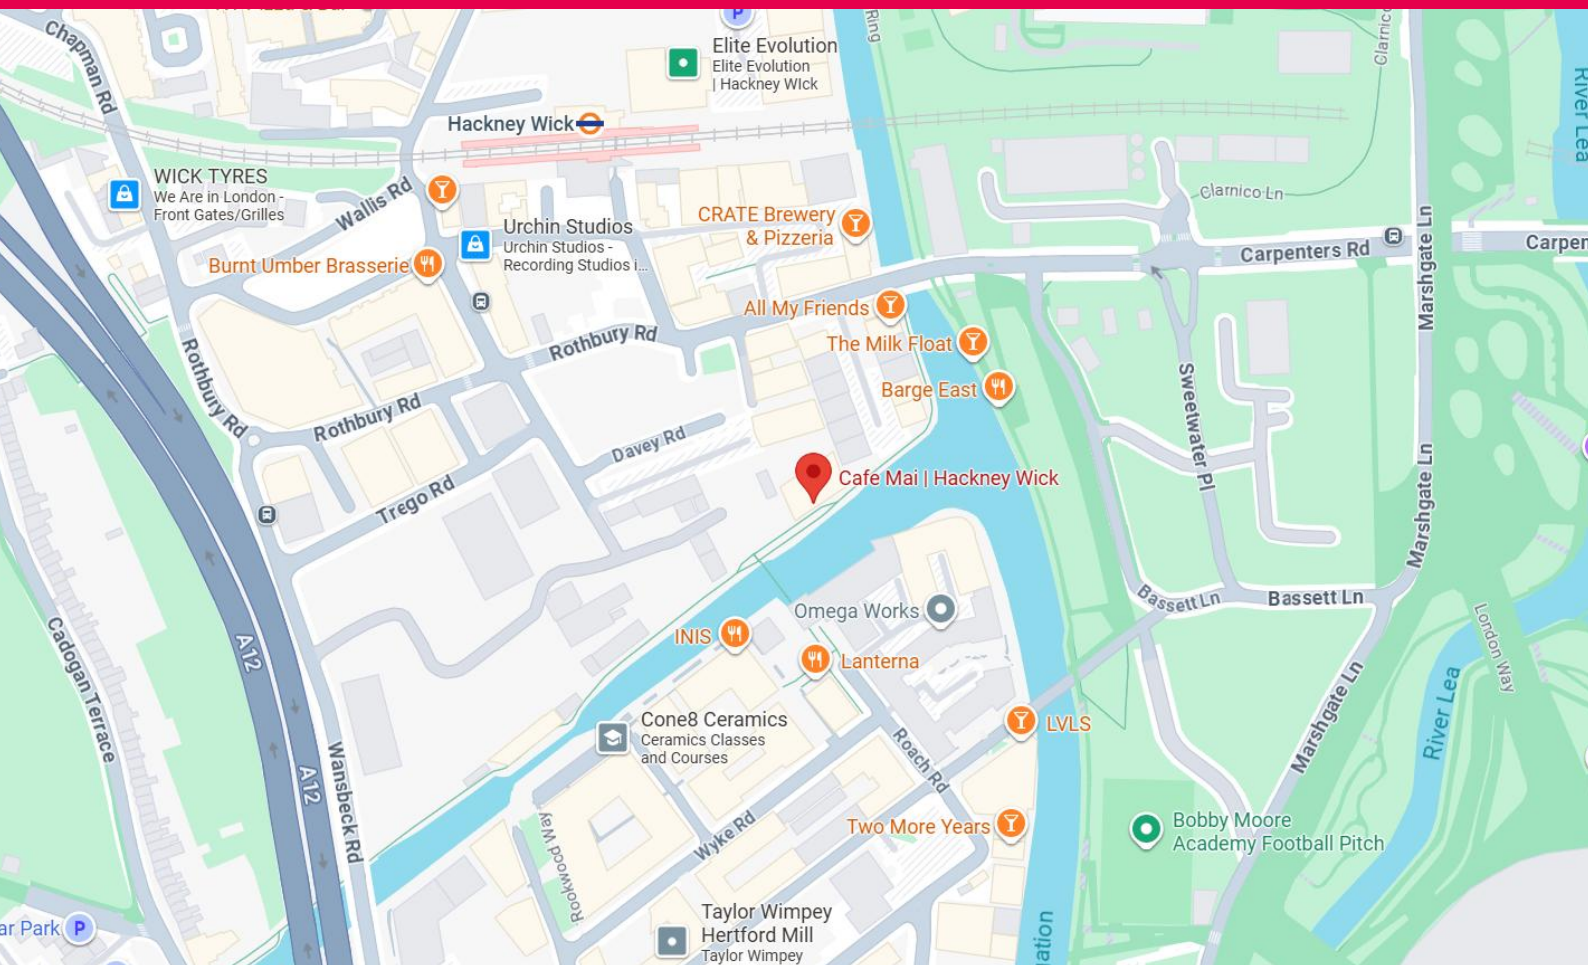 Chapman Rd
Ring
Clarnico
River Lea
Elite Evolution
Elite Evolution
| Hackney WIck
Hackney Wick
WICK TYRES
We Are in London -
Front Gates/Grilles
Wallis Rd
Clarnico Ln
Urchin Studios
Urchin Studios -
Recording Studios i...
CRATE Brewery
& Pizzeria
Carpenters Rd
Marshgate Ln
Carpen
Burnt Umber Brasserie
All My Friends
The Milk Float
Rothbury Rd
Rothbury Rd
Barge East
Sweetwater Pl
Rothbury Rd
Davey Rd
Marshgate Ln
Cafe Mai | Hackney Wick
Trego Rd
Bassett Ln
Bassett Ln
Omega Works
INIS
Lanterna
Cadogan Terrace
A12
London Way
Marshgate Ln
River Lea
Cone8 Ceramics
Ceramics Classes
and Courses
LVLS
Roach Rd
A12
Wansbeck Rd
Wyke Rd
Rookwood Way
Two More Years
Bobby Moore
Academy Football Pitch
ar Park
P
P
Taylor Wimpey
Hertford Mill
Taylor Wimpey
ation